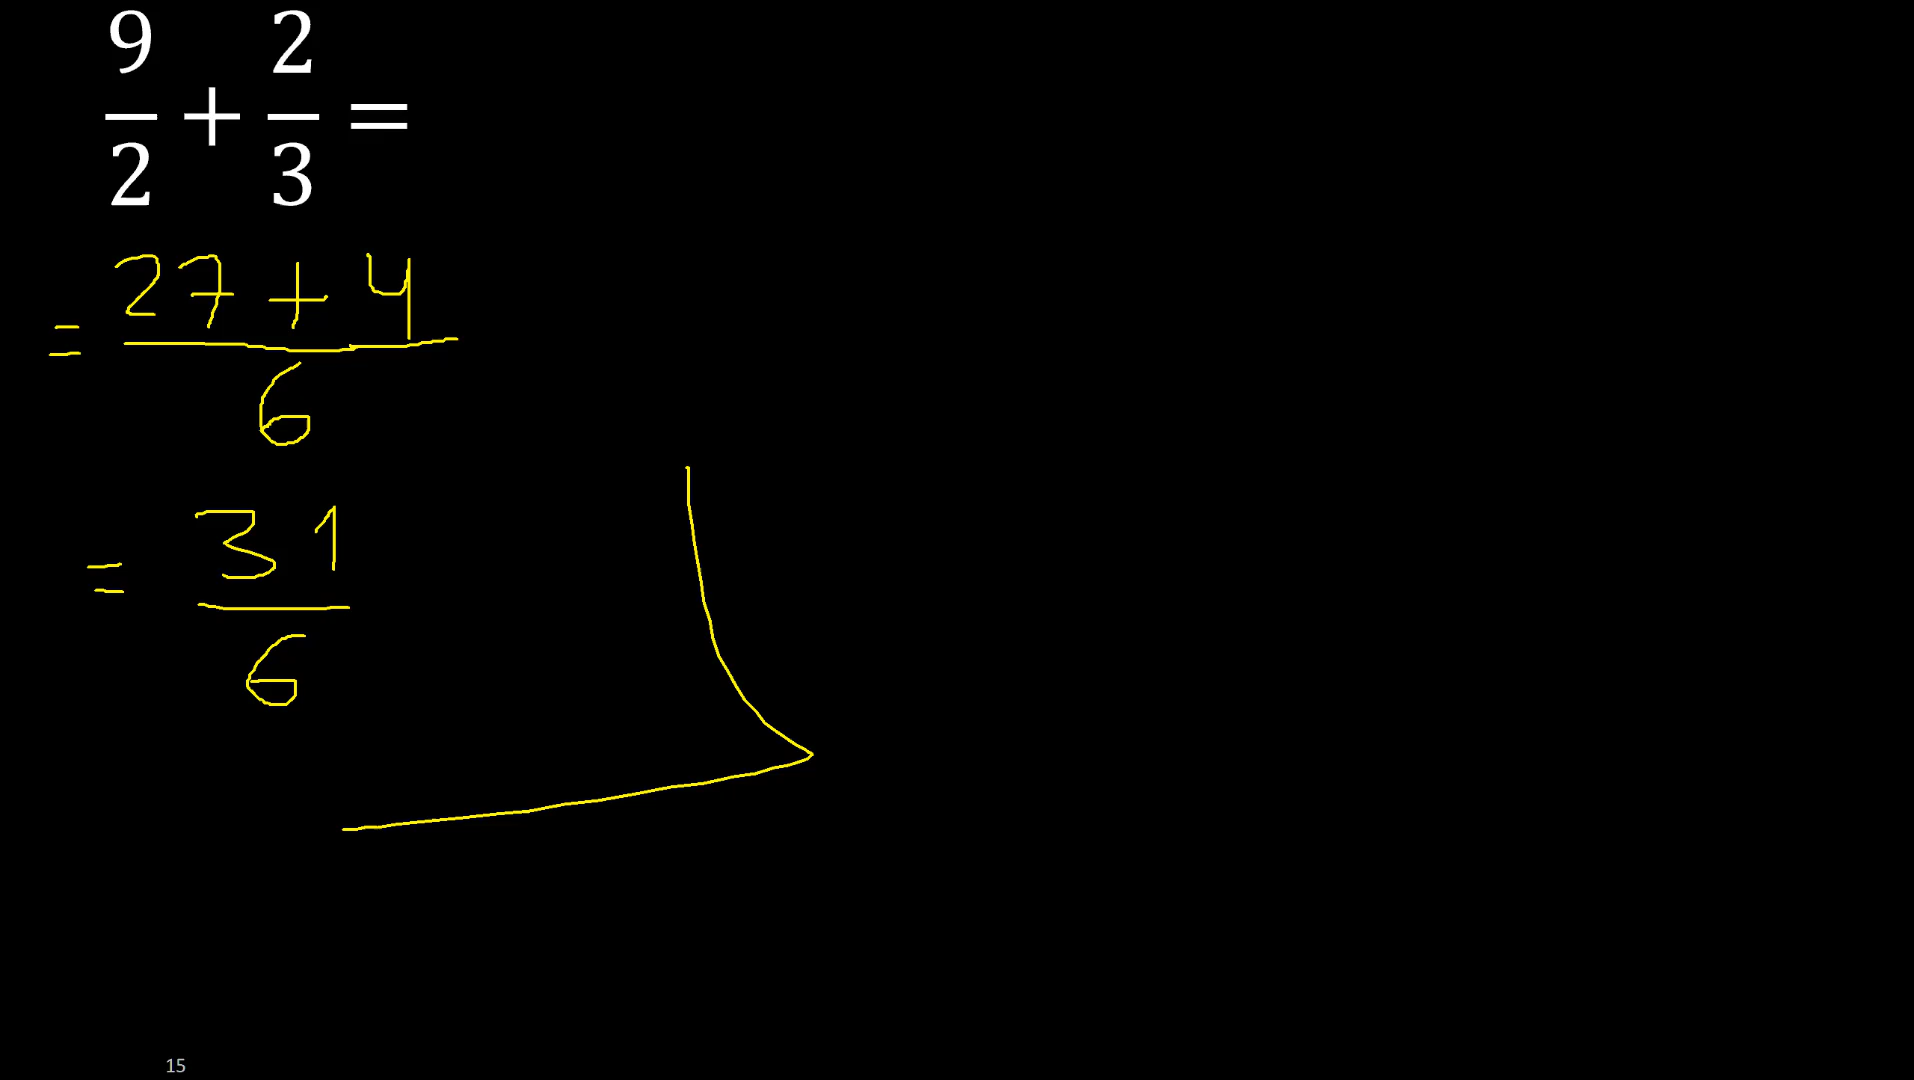 9/2 + 2/3 =
= 27 + 4 / 6
= 31 / 6
15